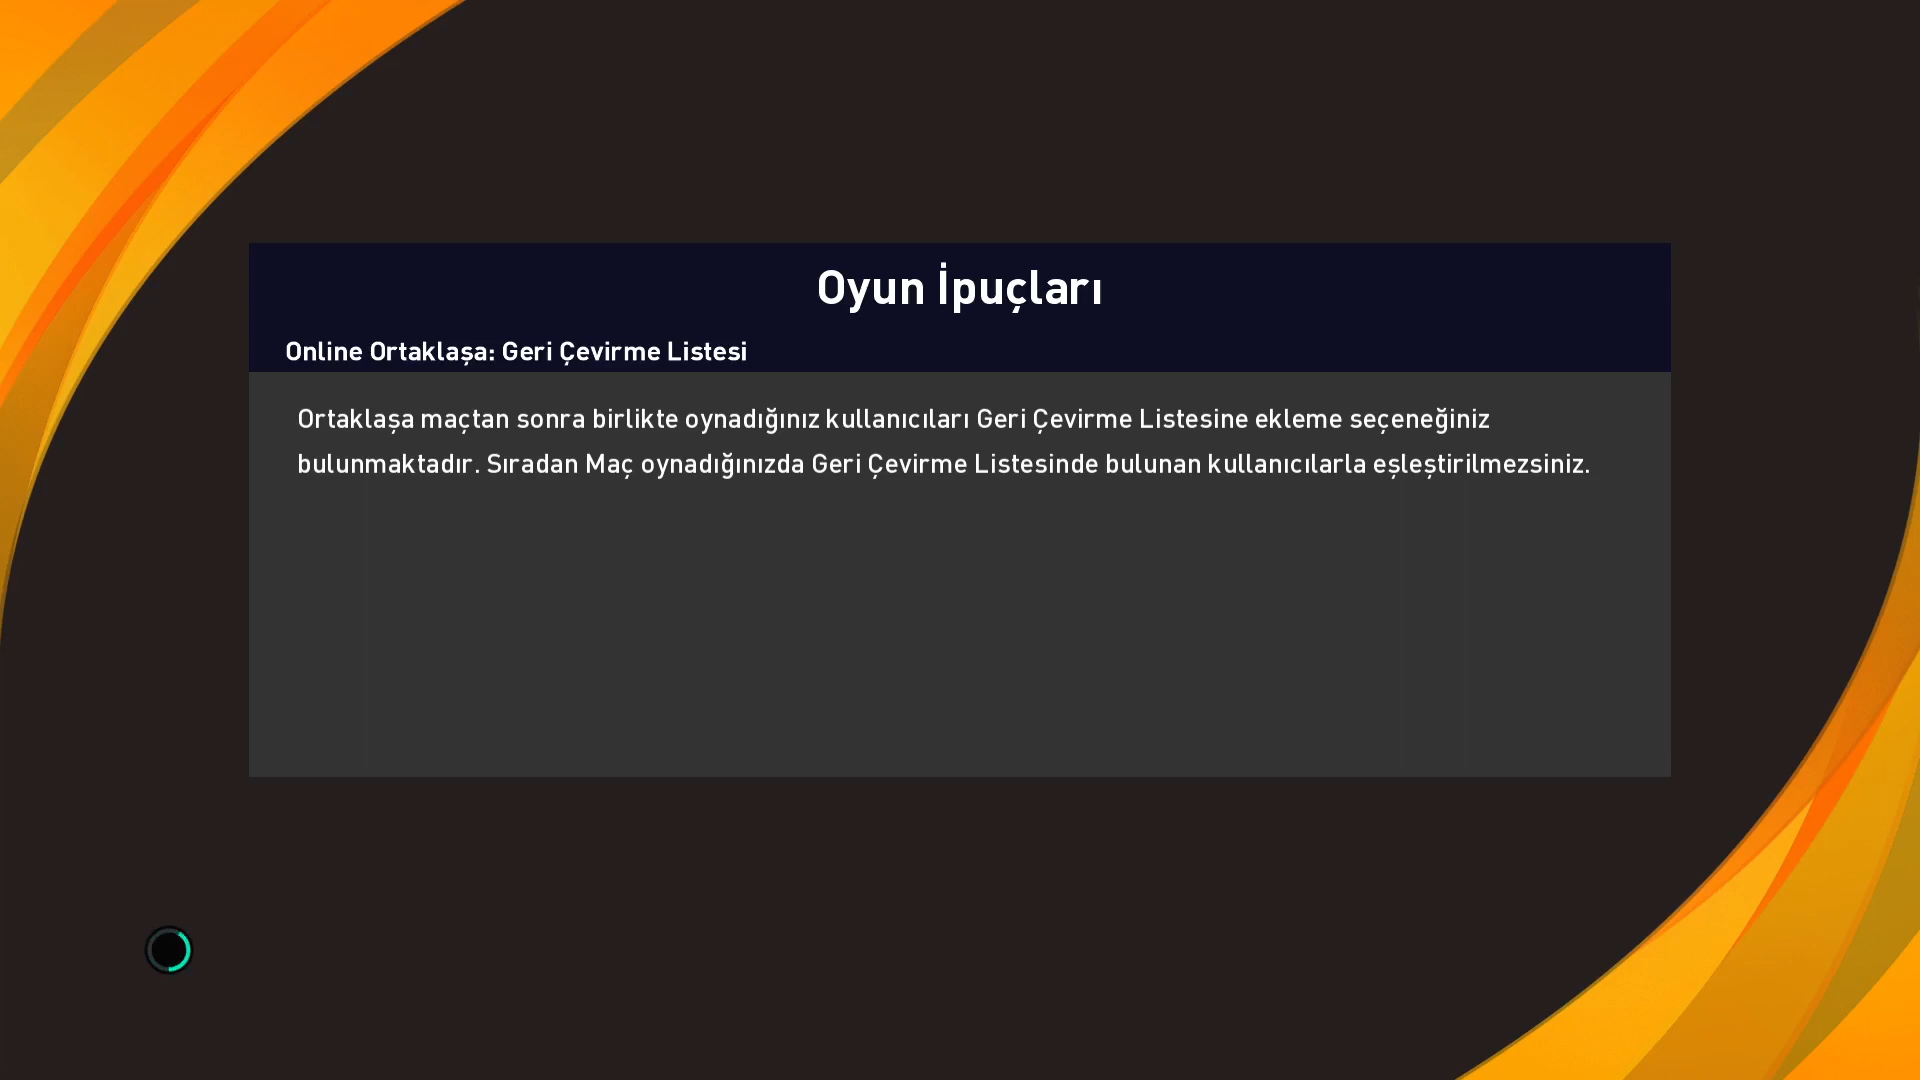 Oyun İpuçları
Online Ortaklaşa: Geri Çevirme Listesi
Ortaklaşa maçtan sonra birlikte oynadığınız kullanıcıları Geri Çevirme Listesine ekleme seçeneğiniz
bulunmaktadır. Sıradan Maç oynadığınızda Geri Çevirme Listesinde bulunan kullanıcılarla eşleştirilmezsiniz.